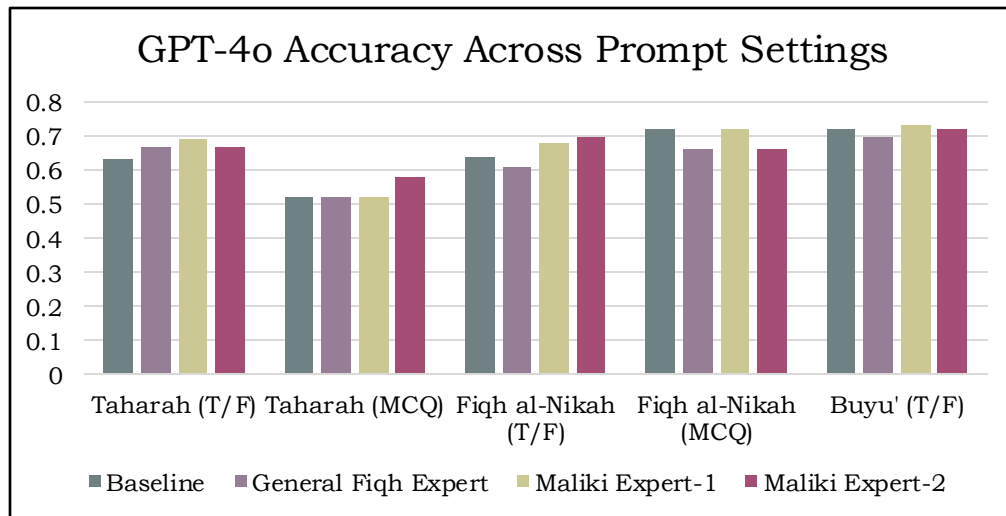 GPT-4o Accuracy Across Prompt Settings
0.8
0.7
0.6
0.5
0.4
0.3
0.2
0.1
0
Taharah (T/F)
Taharah (MCQ)
Fiqh al-Nikah
(T/F)
Fiqh al-Nikah
(MCQ)
Buyu' (T/F)
Baseline
General Fiqh Expert
Maliki Expert-1
Maliki Expert-2